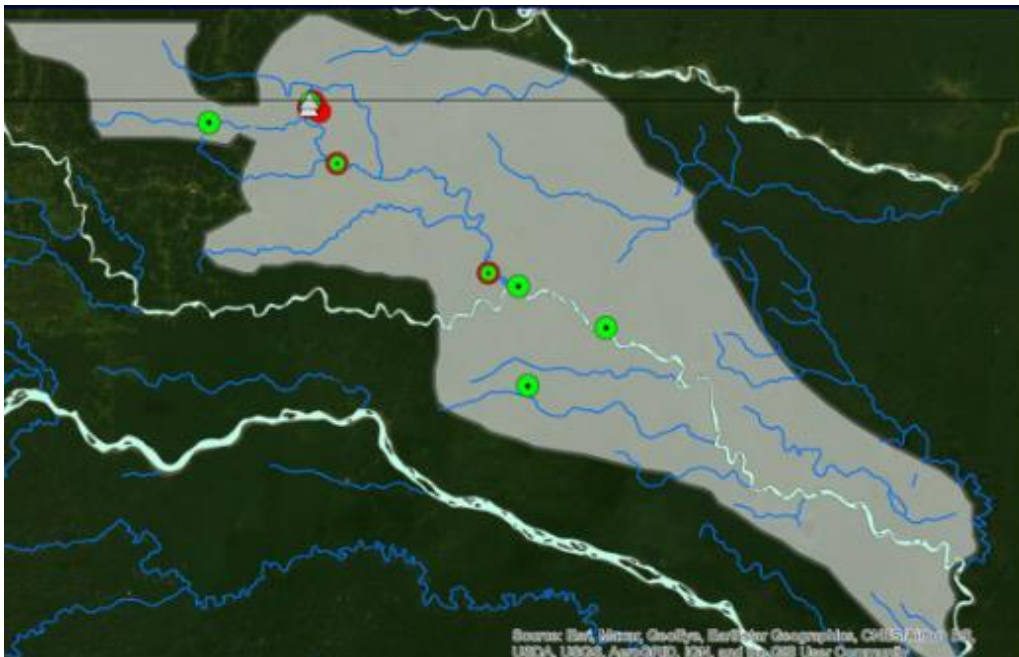 Source: Esri, Maxar, GeoEye, Earthstar Geographics, CNES/Airbus DS,
USDA, USGS, AeroGRID, IGN, and the GIS User Community